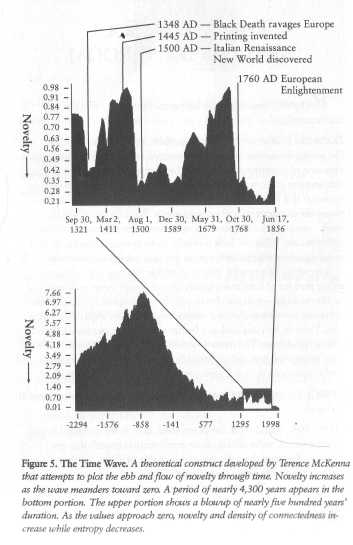 1348 AD — Black Death ravages Europe
1445 AD — Printing invented
1500 AD — Italian Renaissance
New World discovered
1760 AD European
Enlightenment
0.98
0.91
0.84
0.77
0.70
0.63
0.56
0.49
0.42
0.35
0.28
0.21
Novelty
Sep 30, Mar 2, Aug 1, Dec 30, May 31, Oct 30, Jun 17,
1321 1411 1500 1589 1679 1768 1856
7.66
6.97
6.27
5.57
4.88
4.18
3.49
2.79
2.09
1.40
0.70
0.01
Novelty
-2294 -1576 -858 -141 577 1295 1998
Figure 5. The Time Wave. A theoretical construct developed by Terence McKenna
that attempts to plot the ebb and flow of novelty through time. Novelty increases
as the wave meanders toward zero. A period of nearly 4,300 years appears in the
bottom portion. The upper portion shows a blowup of nearly five hundred years'
duration. As the values approach zero, novelty and density of connectedness in-
crease while entropy decreases.